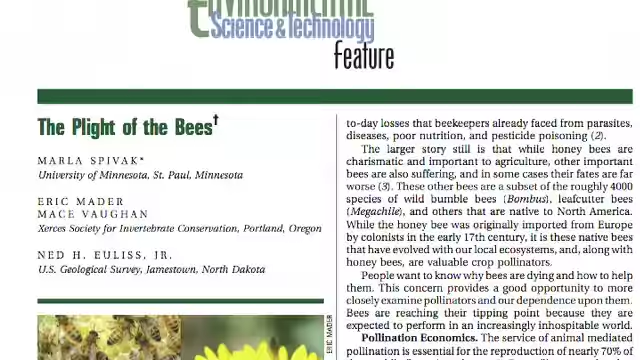 ENVIRONMENTAL
Science & Technology
feature
The Plight of the Bees†
MARLA SPIVAK*
University of Minnesota, St. Paul, Minnesota
ERIC MADER
MACE VAUGHAN
Xerces Society for Invertebrate Conservation, Portland, Oregon
NED H. EULISS, JR.
U.S. Geological Survey, Jamestown, North Dakota
ERIC MADER
to-day losses that beekeepers already faced from parasites,
diseases, poor nutrition, and pesticide poisoning (2).
The larger story still is that while honey bees are
charismatic and important to agriculture, other important
bees are also suffering, and in some cases their fates are far
worse (3). These other bees are a subset of the roughly 4000
species of wild bumble bees (Bombus), leafcutter bees
(Megachile), and others that are native to North America.
While the honey bee was originally imported from Europe
by colonists in the early 17th century, it is these native bees
that have evolved with our local ecosystems, and, along with
honey bees, are valuable crop pollinators.
People want to know why bees are dying and how to help
them. This concern provides a good opportunity to more
closely examine pollinators and our dependence upon them.
Bees are reaching their tipping point because they are
expected to perform in an increasingly inhospitable world.
Pollination Economics. The service of animal mediated
pollination is essential for the reproduction of nearly 70% of